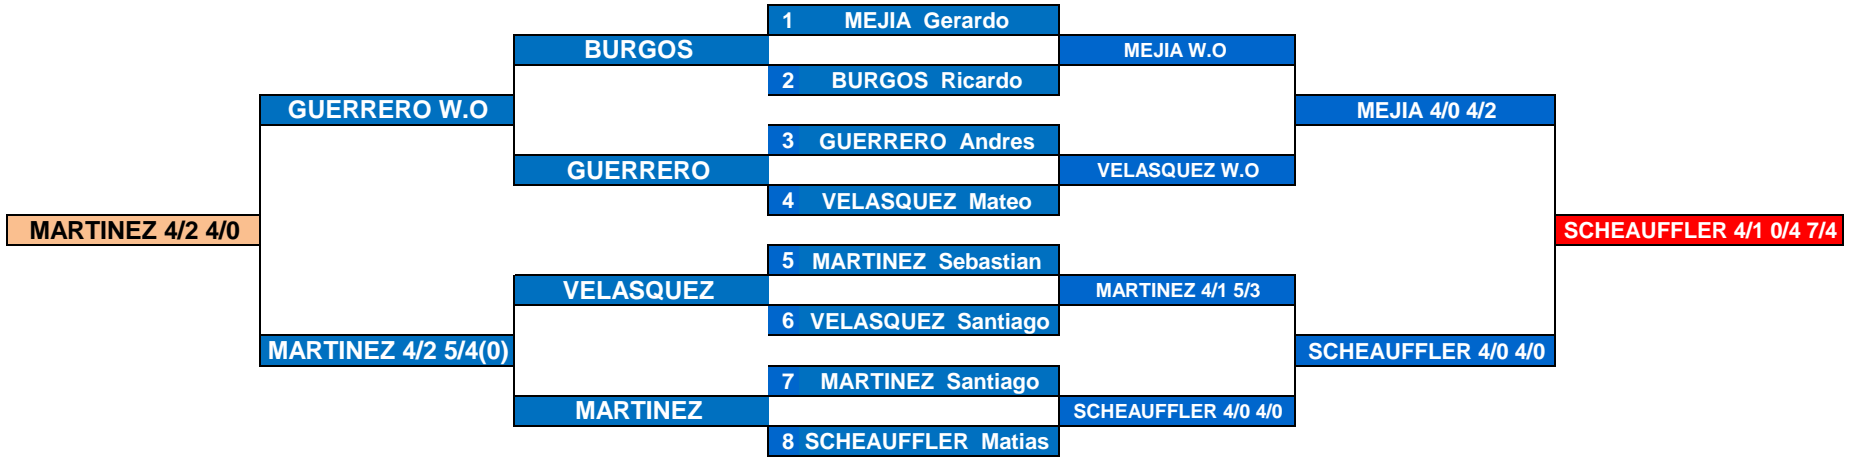 1 MEJIA Gerardo
BURGOS MEJIA W.O
2 BURGOS Ricardo
GUERRERO W.O MEJIA 4/0 4/2
3 GUERRERO Andres
GUERRERO VELASQUEZ W.O
4 VELASQUEZ Mateo
MARTINEZ 4/2 4/0 SCHEAUFFLER 4/1 0/4 7/4
5 MARTINEZ Sebastian
VELASQUEZ MARTINEZ 4/1 5/3
6 VELASQUEZ Santiago
MARTINEZ 4/2 5/4(0) SCHEAUFFLER 4/0 4/0
7 MARTINEZ Santiago
MARTINEZ SCHEAUFFLER 4/0 4/0
8 SCHEAUFFLER Matias